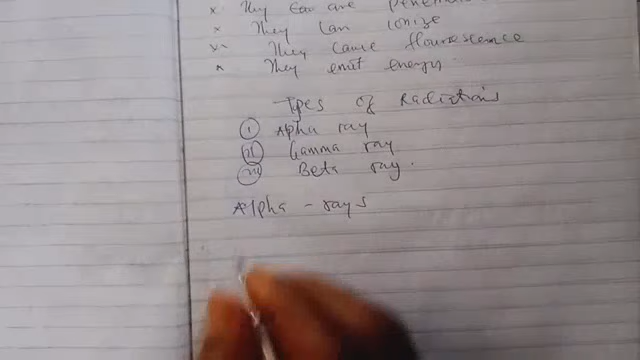 x They can are penetra
x They can ionize
x They cause flourescence
x They emit energy.
Types of Radiations
(i) Alpha ray
(ii) Gamma ray
(iii) Beta ray.
Alpha - rays